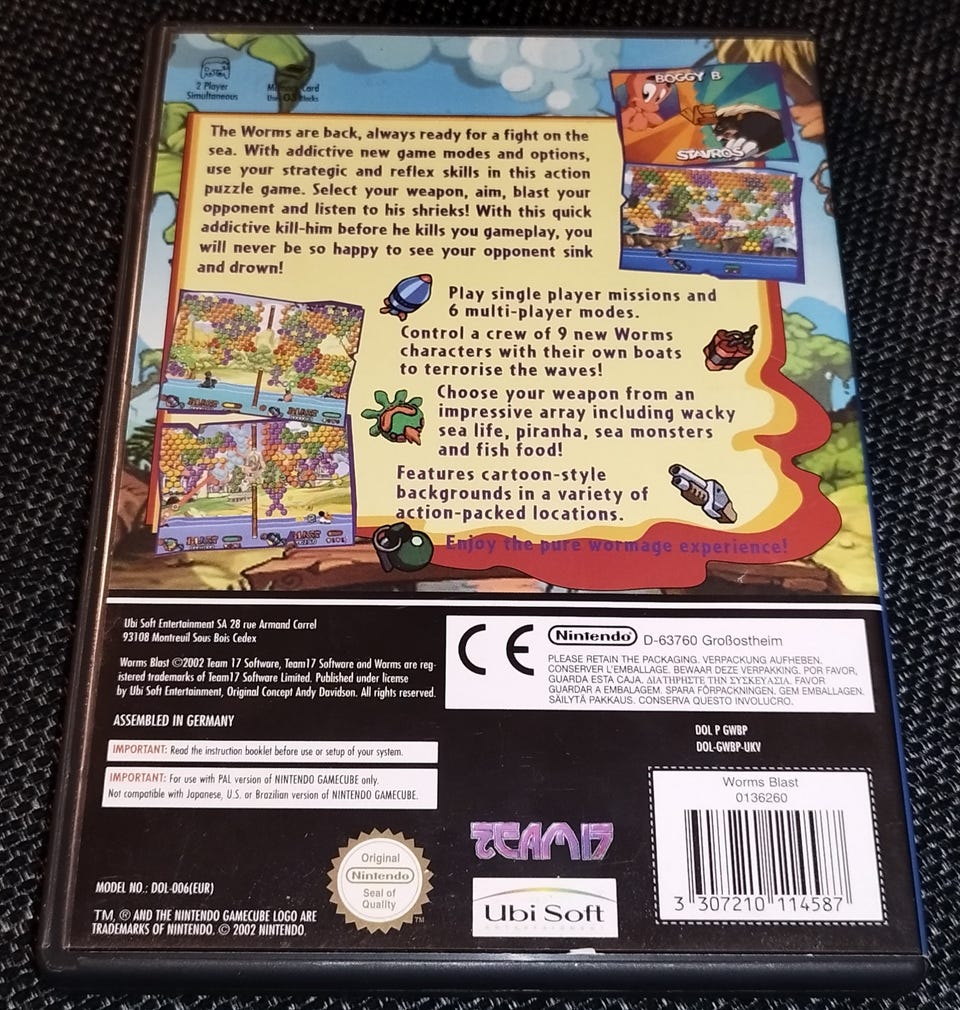 2 Player
Simultaneous
Memory Card
Uses 03 Blocks
BOGGY B
STAVROS
The Worms are back, always ready for a fight on the
sea. With addictive new game modes and options,
use your strategic and reflex skills in this action
puzzle game. Select your weapon, aim, blast your
opponent and listen to his shrieks! With this quick
addictive kill-him before he kills you gameplay, you
will never be so happy to see your opponent sink
and drown!
Play single player missions and
6 multi-player modes.
Control a crew of 9 new Worms
characters with their own boats
to terrorise the waves!
Choose your weapon from an
impressive array including wacky
sea life, piranha, sea monsters
and fish food!
Features cartoon-style
backgrounds in a variety of
action-packed locations.
Enjoy the pure wormage experience!
BLAST
BLAST
BLAST
BLAST
Ubi Soft Entertainment SA 28 rue Armand Carrel
93108 Montreuil Sous Bois Cedex
Worms Blast ©2002 Team 17 Software, Team17 Software and Worms are reg-
istered trademarks of Team17 Software Limited. Published under license
by Ubi Soft Entertainment, Original Concept Andy Davidson. All rights reserved.
ASSEMBLED IN GERMANY
IMPORTANT: Read the instruction booklet before use or setup of your system.
IMPORTANT: For use with PAL version of NINTENDO GAMECUBE only.
Not compatible with Japanese, U.S. or Brazilian version of NINTENDO GAMECUBE.
CE
Nintendo D-63760 Großostheim
PLEASE RETAIN THE PACKAGING. VERPACKUNG AUFHEBEN.
CONSERVER L'EMBALLAGE. BEWAAR DEZE VERPAKKING. POR FAVOR,
GUARDA ESTA CAJA. ΔΙΑΤΗΡΗΣΤΕ ΤΗΝ ΣΥΣΚΕΥΑΣΙΑ. FAVOR
GUARDAR A EMBALAGEM. SPARA FÖRPACKNINGEN. GEM EMBALLAGEN.
SÄILYTÄ PAKKAUS. CONSERVA QUESTO INVOLUCRO.
DOL P GWBP
DOL-GWBP-UKV
Worms Blast
0136260
3 307210 114587
TEAM17
Ubi Soft
ENTERTAINMENT
Original
Nintendo
Seal of
Quality
TM
MODEL NO.: DOL-006(EUR)
TM, ® AND THE NINTENDO GAMECUBE LOGO ARE
TRADEMARKS OF NINTENDO. © 2002 NINTENDO.